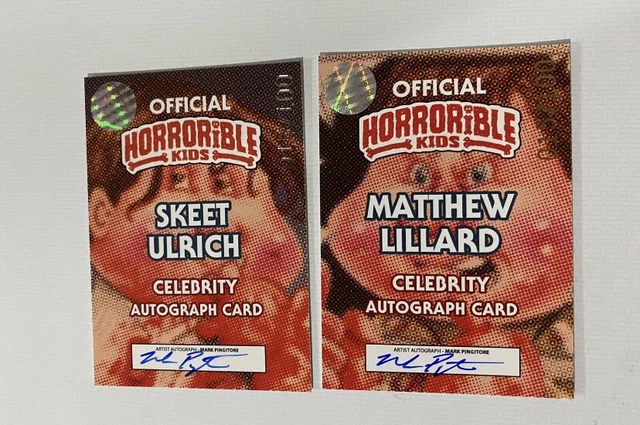 OFFICIAL
HORRORiBLE
KIDS
SKEET
ULRICH
CELEBRITY
AUTOGRAPH CARD
ARTIST AUTOGRAPH - MARK PINGITORE
OFFICIAL
HORRORiBLE
KIDS
MATTHEW
LILLARD
CELEBRITY
AUTOGRAPH CARD
ARTIST AUTOGRAPH - MARK PINGITORE